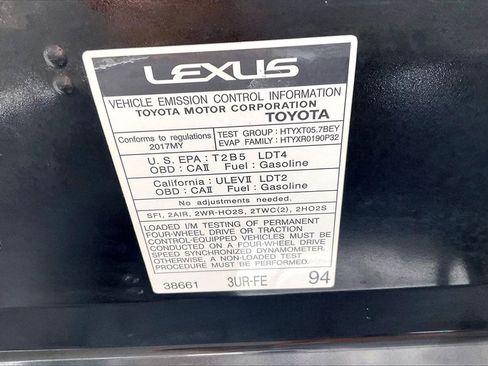 LEXUS
VEHICLE EMISSION CONTROL INFORMATION
TOYOTA MOTOR CORPORATION
TOYOTA
Conforms to regulations
2017MY
TEST GROUP : HTYXT05.7BEY
EVAP FAMILY : HTYXR0190P32
U.S. EPA : T2B5 LDT4
OBD : CAII Fuel : Gasoline
California : ULEVII LDT2
OBD : CAII Fuel : Gasoline
No adjustments needed.
SFI, 2AIR, 2WR-HO2S, 2TWC(2), 2HO2S
LOADED I/M TESTING OF PERMANENT
FOUR-WHEEL DRIVE OR TRACTION
CONTROL-EQUIPPED VEHICLES MUST BE
CONDUCTED ON A FOUR-WHEEL DRIVE
SPEED SYNCHRONIZED DYNAMOMETER.
OTHERWISE, A NON-LOADED TEST
PROCEDURE MUST BE PERFORMED.
38661 3UR-FE 94